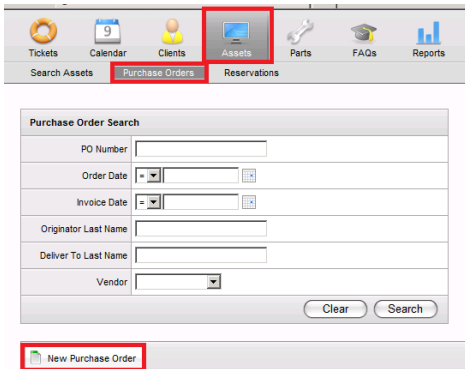 9
Tickets Calendar Clients Assets Parts FAQs Reports
Search Assets Purchase Orders Reservations
Purchase Order Search
PO Number
Order Date =
Invoice Date =
Originator Last Name
Deliver To Last Name
Vendor
Clear Search
New Purchase Order